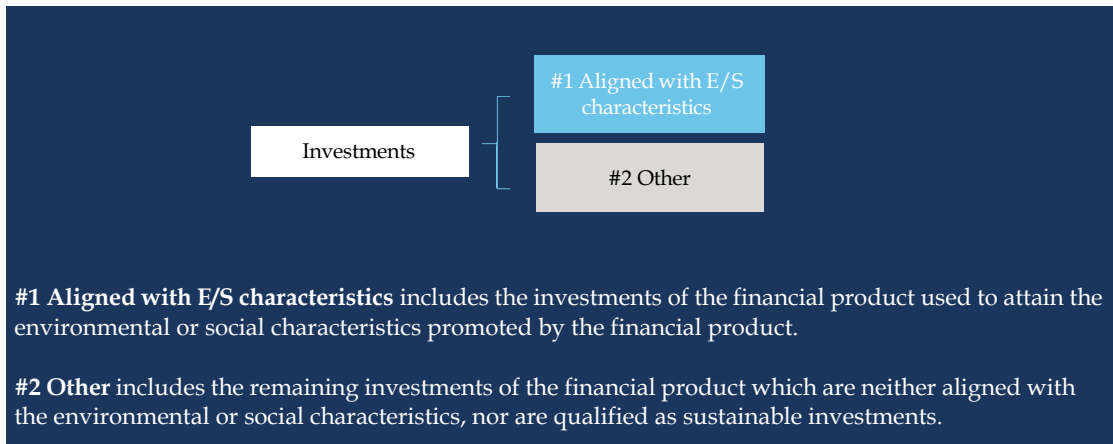 #1 Aligned with E/S
characteristics
Investments
#2 Other
#1 Aligned with E/S characteristics includes the investments of the financial product used to attain the
environmental or social characteristics promoted by the financial product.
#2 Other includes the remaining investments of the financial product which are neither aligned with
the environmental or social characteristics, nor are qualified as sustainable investments.